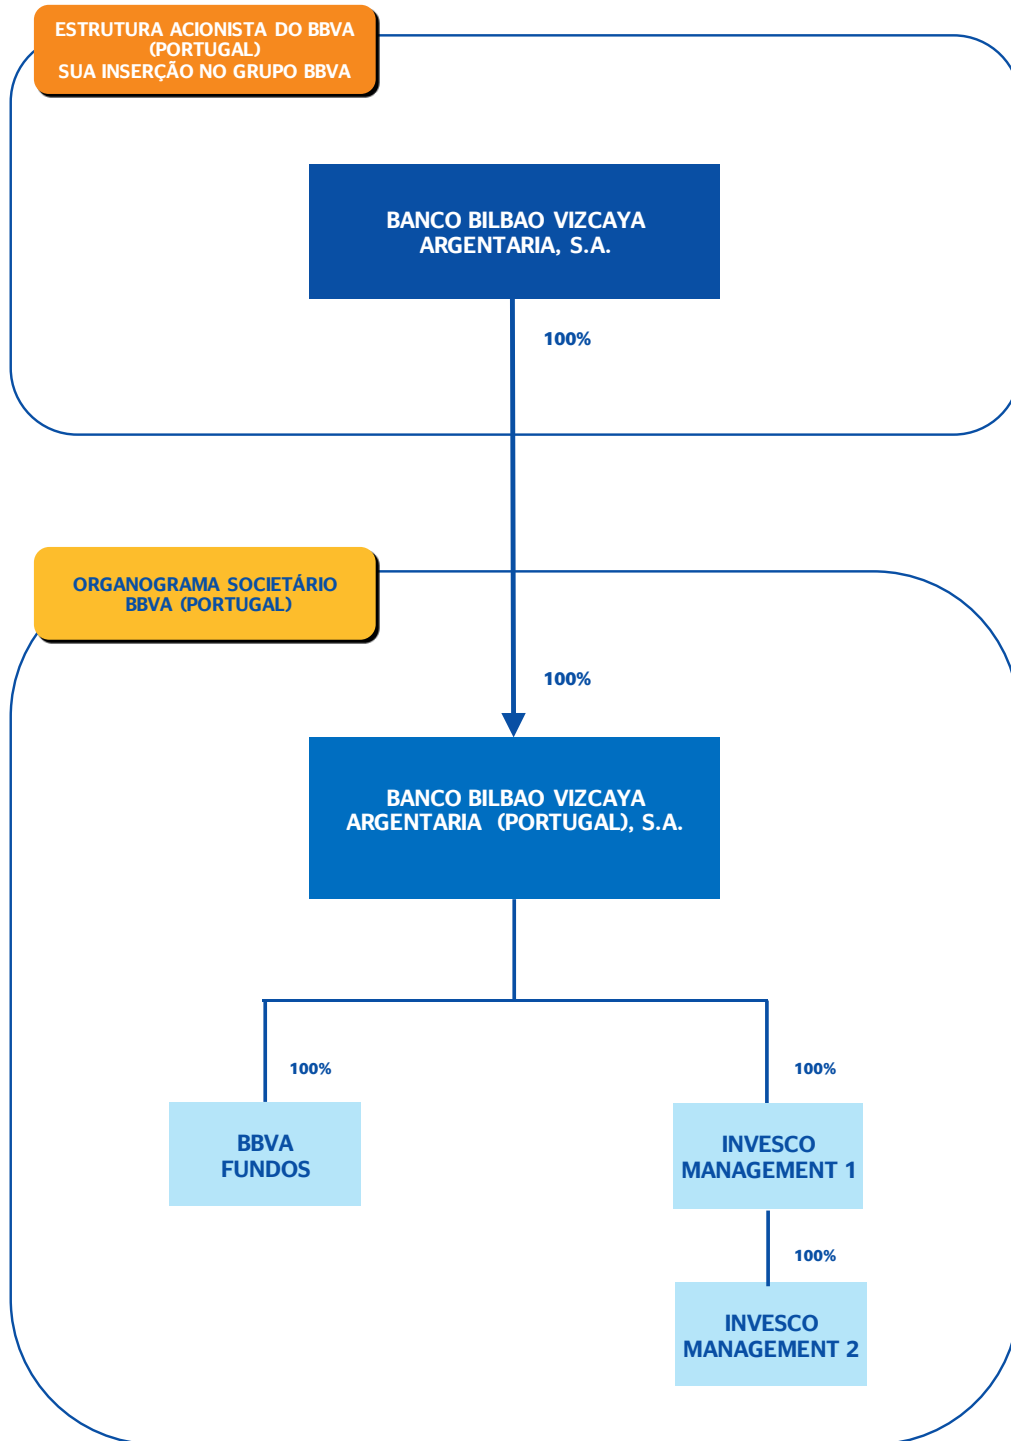 ESTRUTURA ACIONISTA DO BBVA
(PORTUGAL)
SUA INSERÇÃO NO GRUPO BBVA
BANCO BILBAO VIZCAYA
ARGENTARIA, S.A.
100%
ORGANOGRAMA SOCIETÁRIO
BBVA (PORTUGAL)
100%
BANCO BILBAO VIZCAYA
ARGENTARIA (PORTUGAL), S.A.
100%
100%
BBVA
FUNDOS
INVESCO
MANAGEMENT 1
100%
INVESCO
MANAGEMENT 2